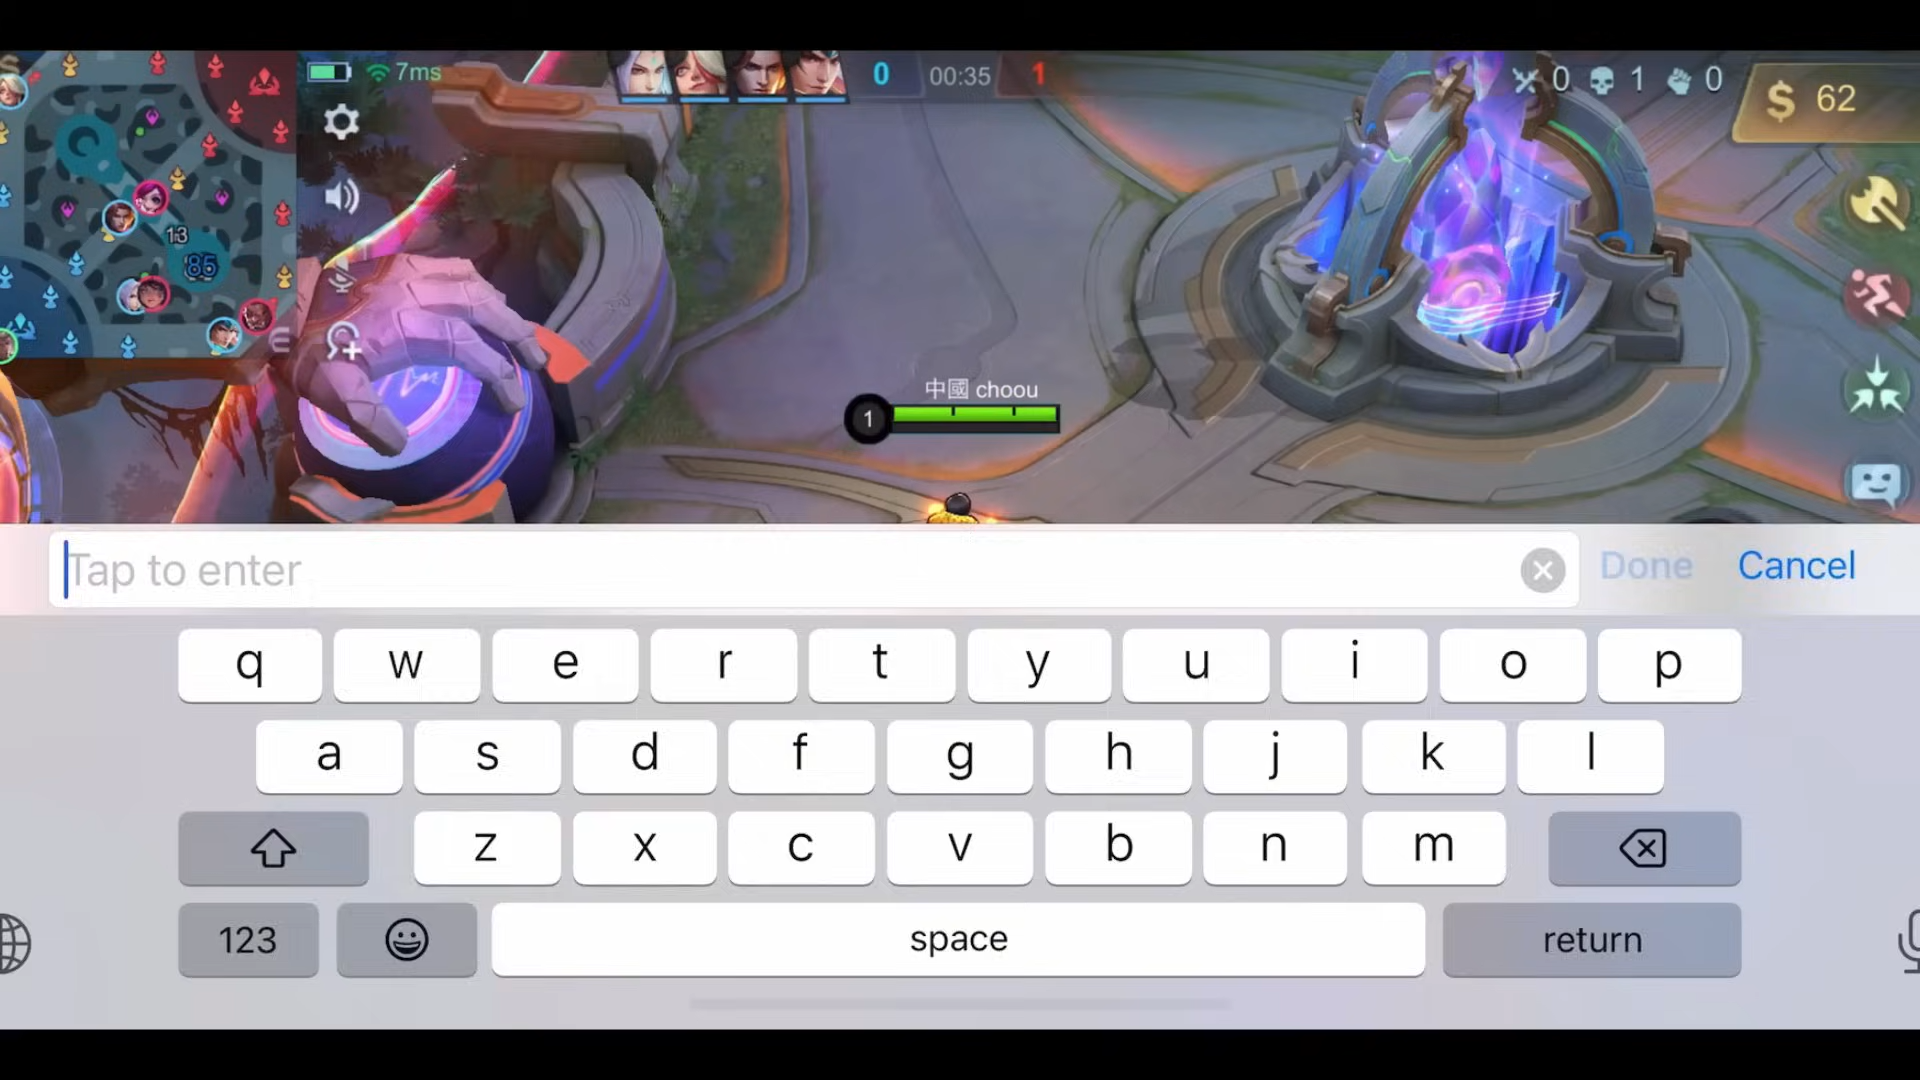 7ms
0
00:35
1
0
1
0
$ 62
13
85
中國 choou
1
Tap to enter
Done
Cancel
q w e r t y u i o p
a s d f g h j k l
z x c v b n m
123
space
return